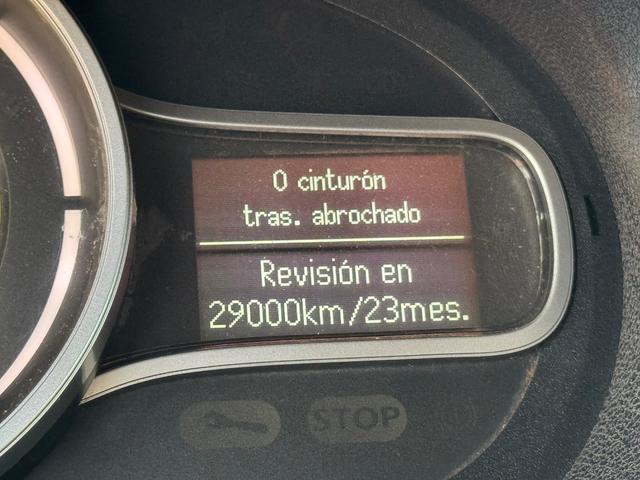 0 cinturón
tras. abrochado
Revisión en
29000km/23mes.
STOP